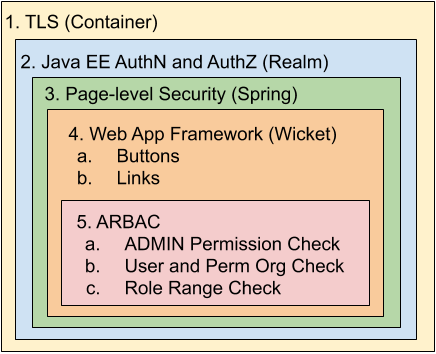 1. TLS (Container)
2. Java EE AuthN and AuthZ (Realm)
3. Page-level Security (Spring)
4. Web App Framework (Wicket)
a. Buttons
b. Links
5. ARBAC
a. ADMIN Permission Check
b. User and Perm Org Check
c. Role Range Check